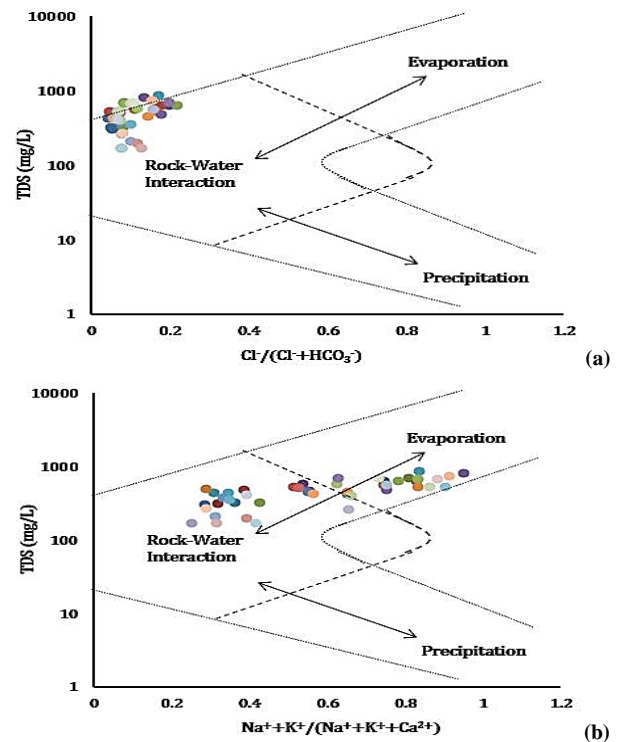 10000
1000
100
10
1
TDS (mg/L)
Evaporation
Rock-Water
Interaction
Precipitation
0 0.2 0.4 0.6 0.8 1 1.2
Cl⁻/(Cl⁻+HCO₃⁻)
(a)
10000
1000
100
10
1
TDS (mg/L)
Evaporation
Rock-Water
Interaction
Precipitation
0 0.2 0.4 0.6 0.8 1 1.2
Na⁺+K⁺/(Na⁺+K⁺+Ca²⁺)
(b)